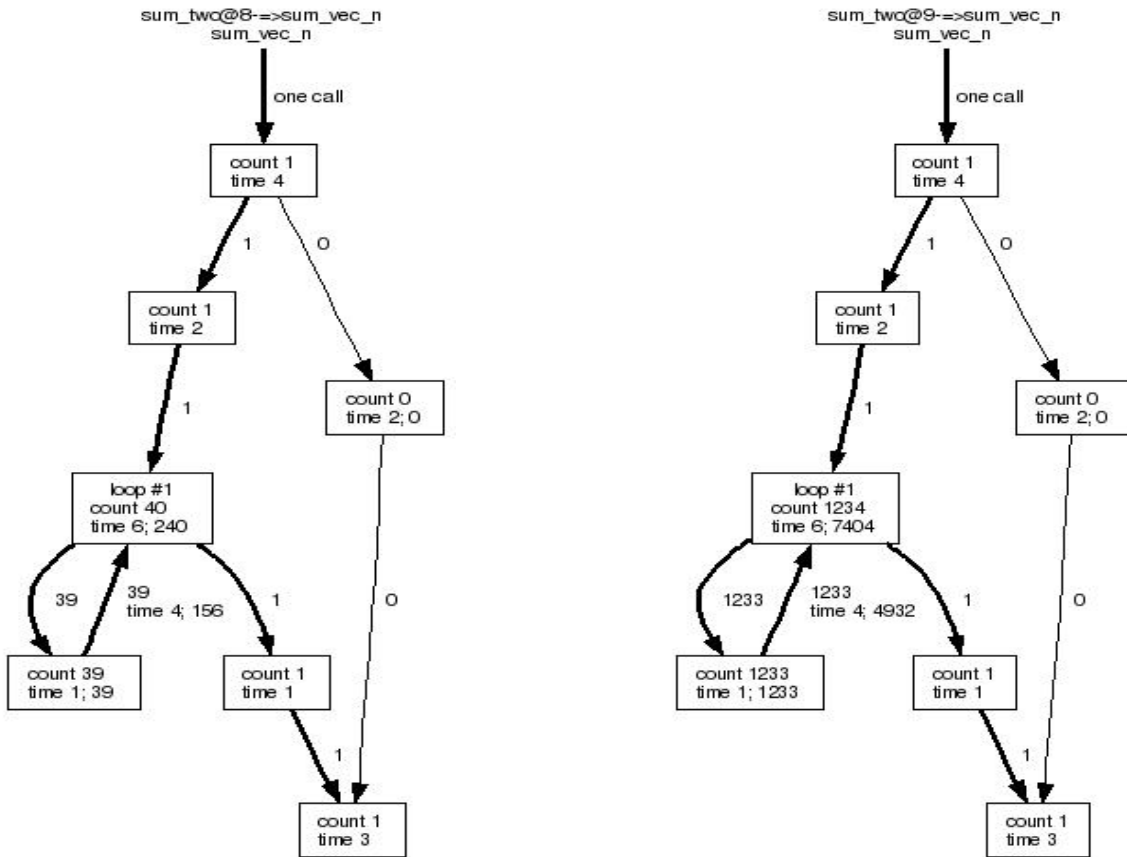 sum_two@8-=>sum_vec_n
sum_vec_n
one call
count 1
time 4
1
0
count 1
time 2
count 0
time 2; 0
1
loop #1
count 40
time 6; 240
39
39
time 4; 156
1
0
count 39
time 1; 39
count 1
time 1
1
count 1
time 3
sum_two@9-=>sum_vec_n
sum_vec_n
one call
count 1
time 4
1
0
count 1
time 2
count 0
time 2; 0
1
loop #1
count 1234
time 6; 7404
1233
1233
time 4; 4932
1
0
count 1233
time 1; 1233
count 1
time 1
1
count 1
time 3